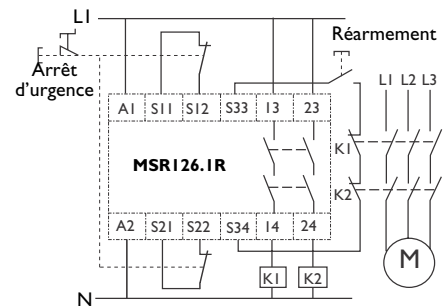 L1
Réarmement
Arrêt
d'urgence
L1 L2 L3
A1 S11 S12 S33 13 23
MSR126.1R
K1
K2
A2 S21 S22 S34 14 24
K1 K2
M
N